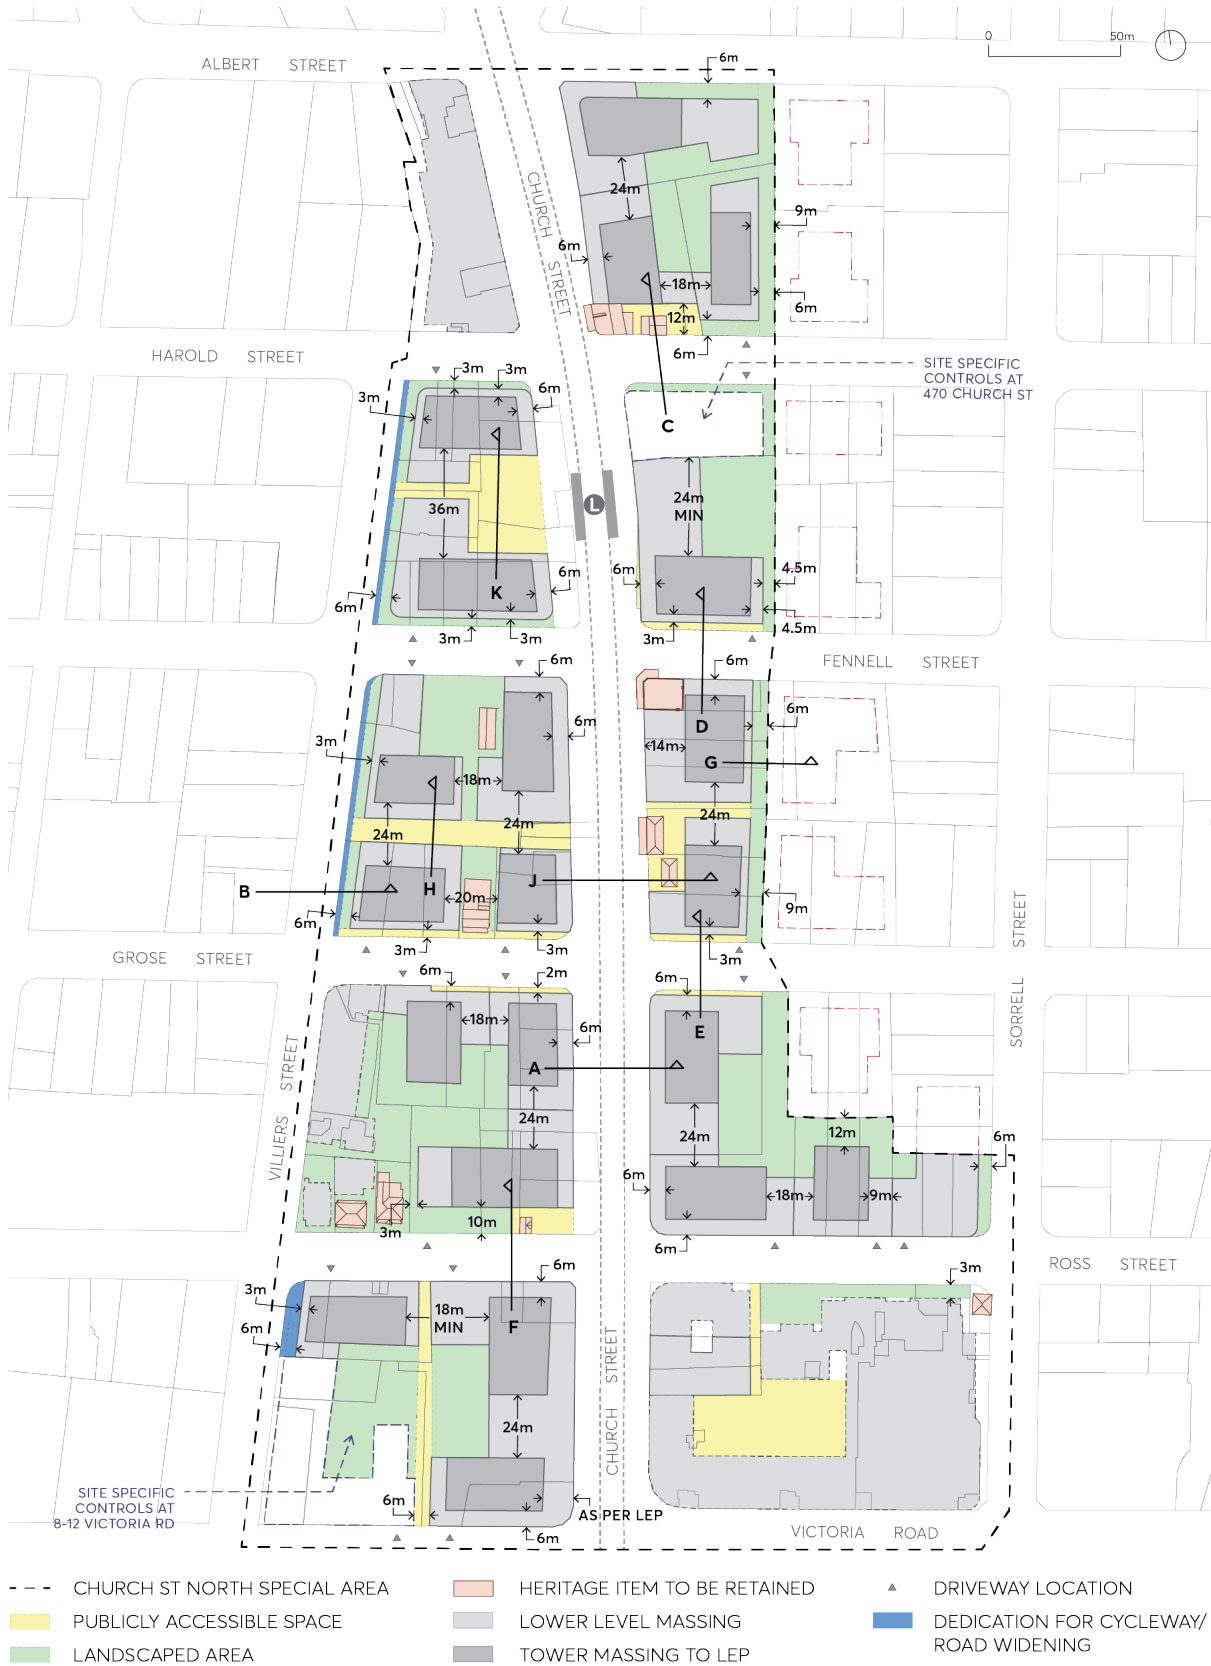 0 50m
ALBERT STREET
6m
CHURCH STREET
24m
9m
6m
18m
6m
12m
6m
HAROLD STREET
3m
3m
6m
3m
SITE SPECIFIC
CONTROLS AT
470 CHURCH ST
C
K
36m
L
24m
MIN
6m
6m
6m
4.5m
4.5m
3m
3m
3m
FENNELL STREET
6m
6m
6m
6m
3m
14m
D
G
18m
24m
24m
24m
B
H
J
20m
6m
9m
3m
3m
3m
GROSE STREET
SORRELL STREET
6m
2m
6m
18m
6m
E
A
VILLIERS STREET
24m
24m
12m
6m
6m
18m
9m
3m
10m
6m
ROSS STREET
6m
3m
3m
6m
18m
MIN
F
CHURCH STREET
24m
SITE SPECIFIC
CONTROLS AT
8-12 VICTORIA RD
6m
AS PER LEP
6m
VICTORIA ROAD
CHURCH ST NORTH SPECIAL AREA
PUBLICLY ACCESSIBLE SPACE
LANDSCAPED AREA
HERITAGE ITEM TO BE RETAINED
LOWER LEVEL MASSING
TOWER MASSING TO LEP
DRIVEWAY LOCATION
DEDICATION FOR CYCLEWAY/
ROAD WIDENING